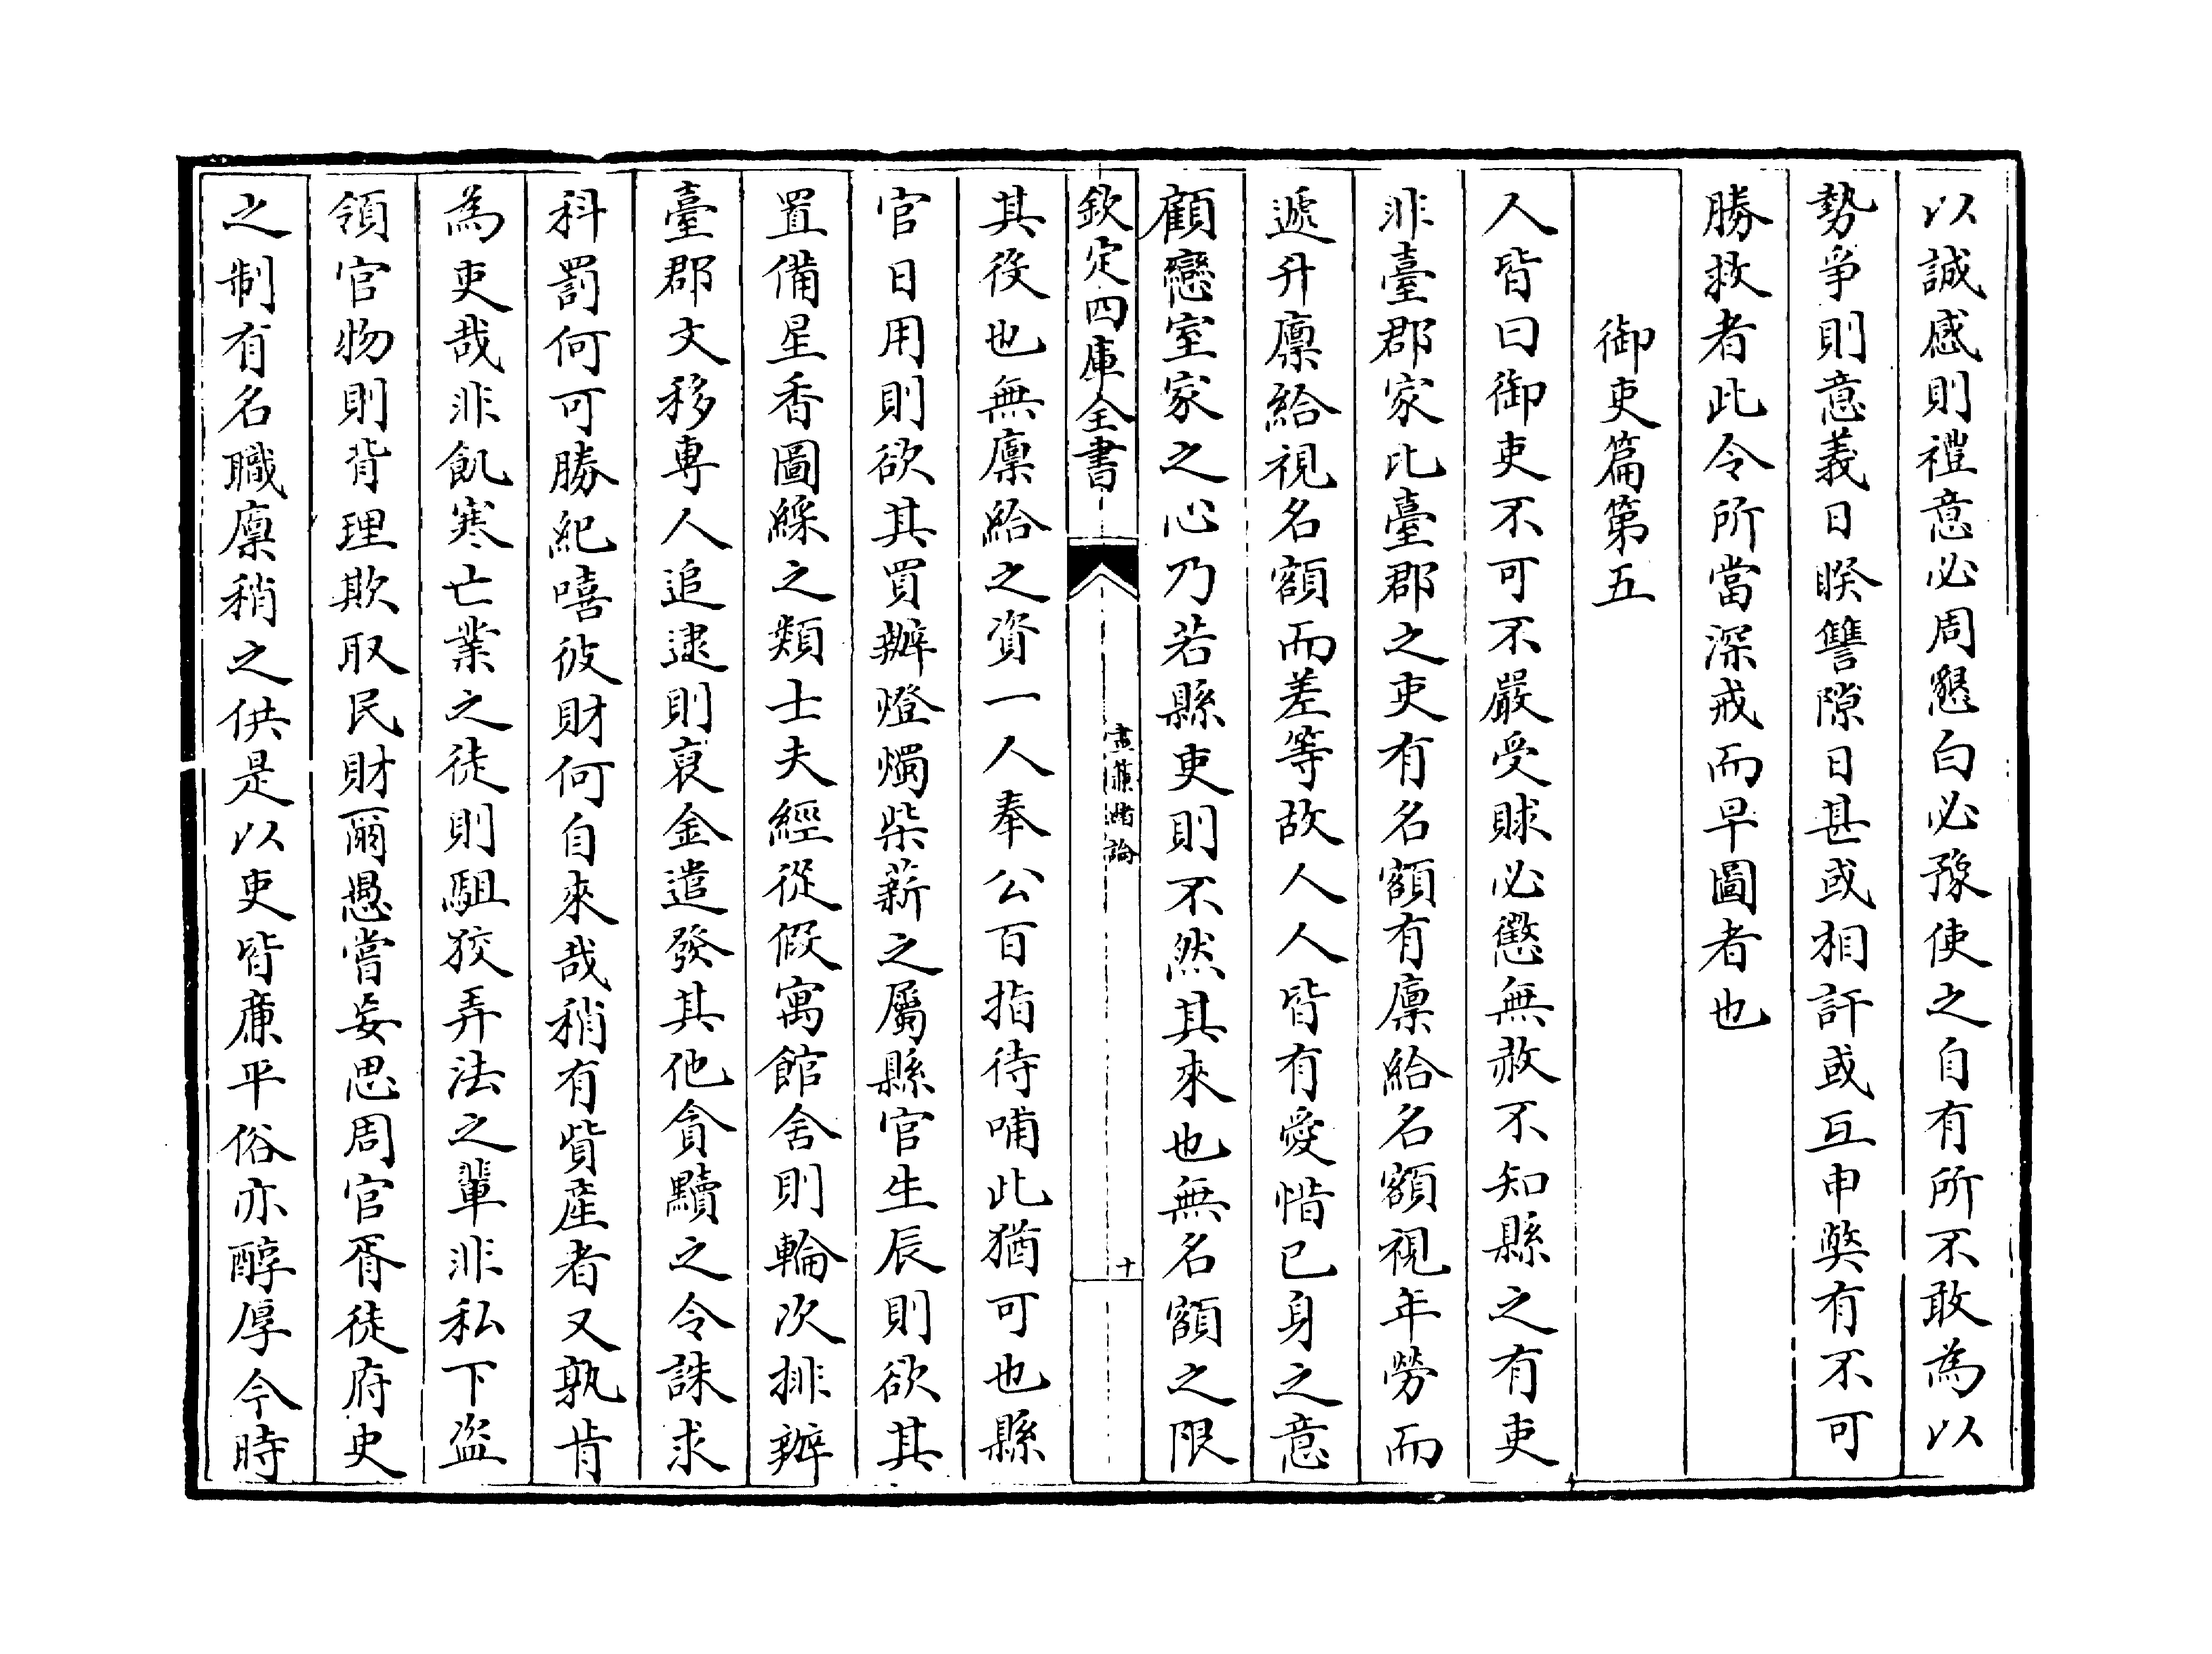 以誠感則禮意必周懇白必豫使之自有所不敢為以
勢爭則意義日睽讐隙日甚或相訐或互申獘有不可
勝救者此令所當深戒而早圖者也
御吏篇第五
人皆曰御吏不可不嚴受賕必懲無赦不知縣之有吏
非臺郡家比臺郡之吏有名額有廩給名額視年勞而
遞升廩給視名額而差等故人人皆有愛惜已身之意
顧戀室家之心乃若縣吏則不然其來也無名額之限
欽定四庫全書
晝簾緒論
十
其役也無廩給之資一人奉公百指待哺此猶可也縣
官日用則欲其買辦燈燭柴薪之屬縣官生辰則欲其
置備星香圖綵之類士夫經從假寓館舍則輪次排辦
臺郡文移專人追逮則裒金遣發其他貪黷之令誅求
科罰何可勝紀嘻彼財何自來哉稍有貲產者又孰肯
為吏哉非飢寒亡業之徒則駔狡弄法之輩非私下盜
領官物則背理欺取民財爾愚嘗妄思周官胥徒府史
之制有名職廩稍之供是以吏皆廉平俗亦醇厚今時